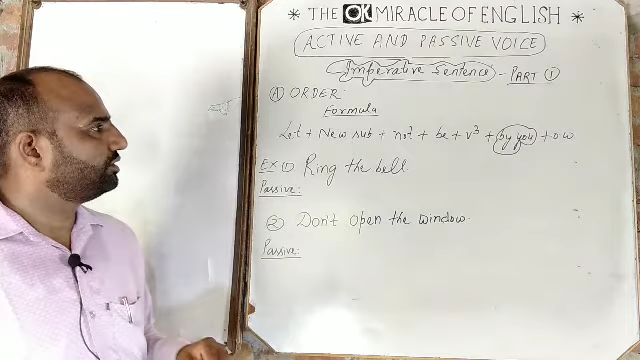 * THE OK MIRACLE OF ENGLISH *
ACTIVE AND PASSIVE VOICE
Imperative Sentence - PART ①
Ⓐ ORDER
Formula
Let + New sub + not + be + v³ + by you + ow
EX ① Ring the bell
Passive:
② Don't open the window.
Passive: